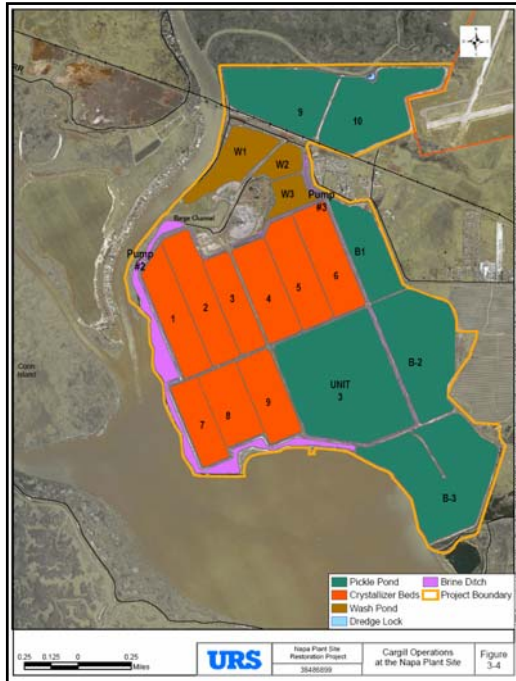 RR
9
10
W1
W2
W3
Barge Channel
Pump
#3
Pump
#2
B1
1
2
3
4
5
6
B-2
UNIT
3
7
8
9
B-3
Pickle Pond
Crystallizer Beds
Wash Pond
Dredge Lock
Brine Ditch
Project Boundary
0.25 0.125 0 0.25
Miles
URS
Napa Plant Site
Restoration Project
Cargill Operations
at the Napa Plant Site
Figure
3-4